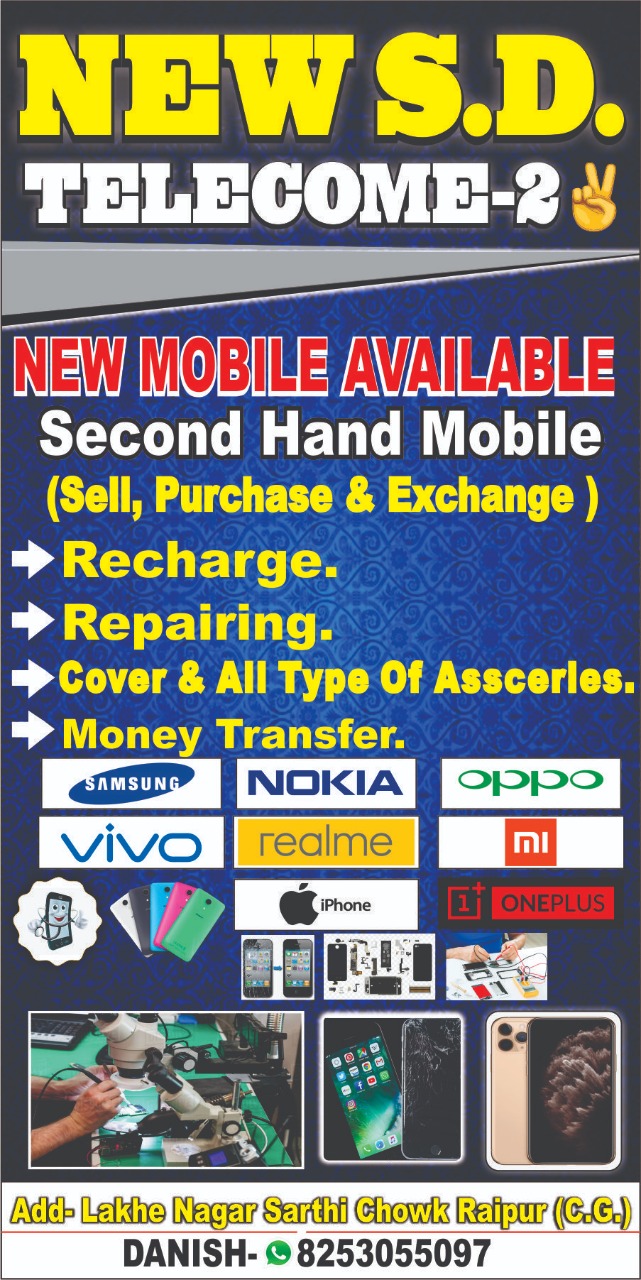 NEW S.D.
TELECOME-2✌
NEW MOBILE AVAILABLE
Second Hand Mobile
(Sell, Purchase & Exchange )
Recharge.
Repairing.
Cover & All Type Of Asscerles.
Money Transfer.
SAMSUNG NOKIA oppo
vivo realme mi
iPhone 1+ ONEPLUS
Add- Lakhe Nagar Sarthi Chowk Raipur (C.G.)
DANISH- 8253055097